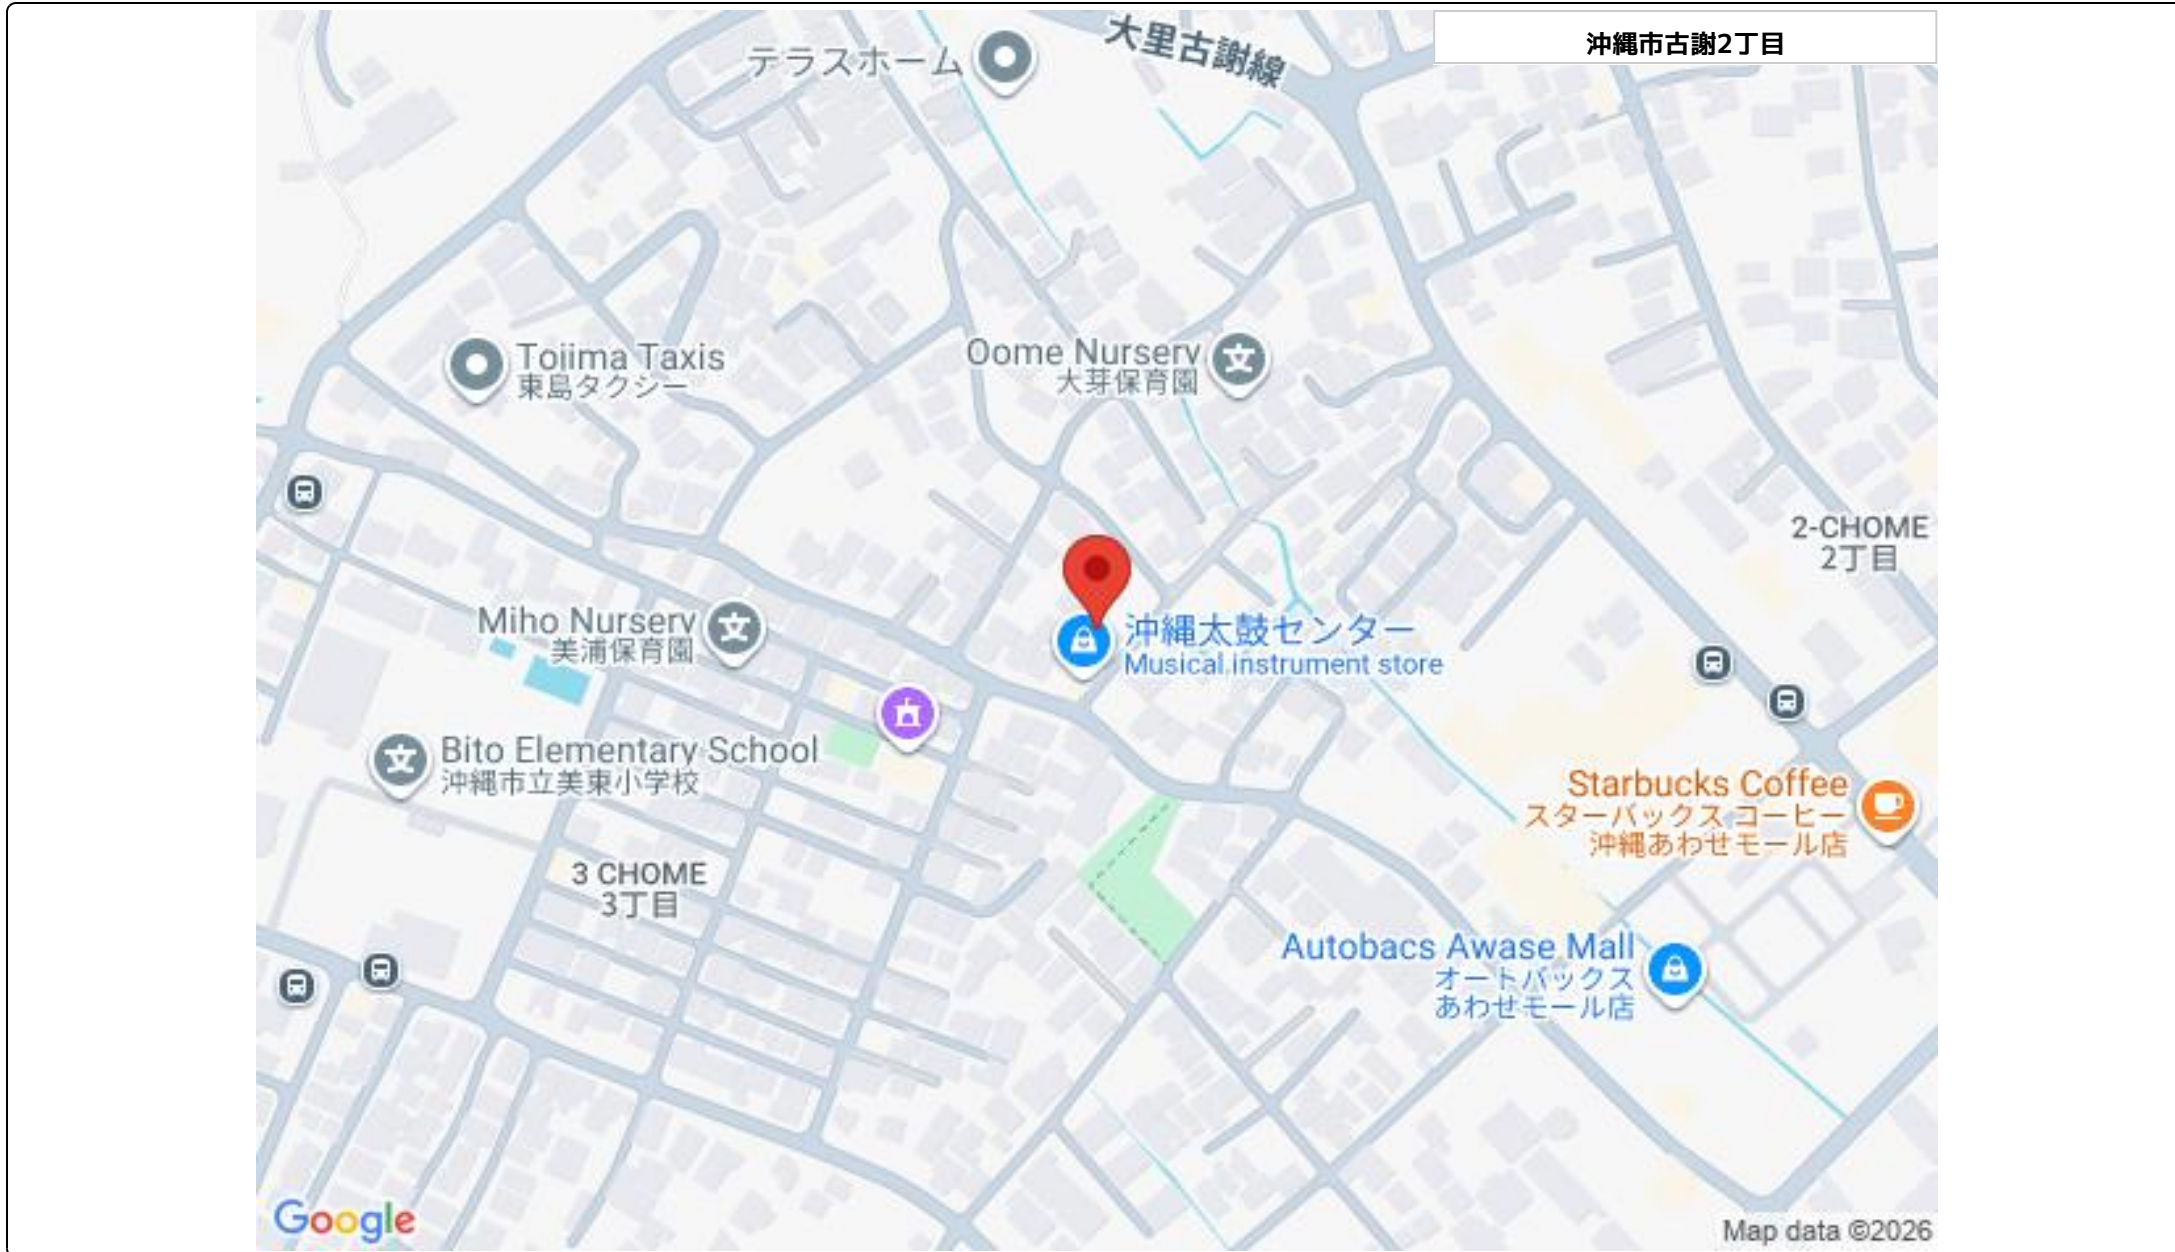 沖縄市古謝2丁目
大里古謝線
テラスホーム
Tojima Taxis
東島タクシー
Oome Nursery
大芽保育園
2-CHOME
2丁目
Miho Nursery
美浦保育園
沖縄太鼓センター
Musical instrument store
Bito Elementary School
沖縄市立美東小学校
Starbucks Coffee
スターバックス コーヒー
沖縄あわせモール店
3 CHOME
3丁目
Autobacs Awase Mall
オートバックス
あわせモール店
Google
Map data ©2026